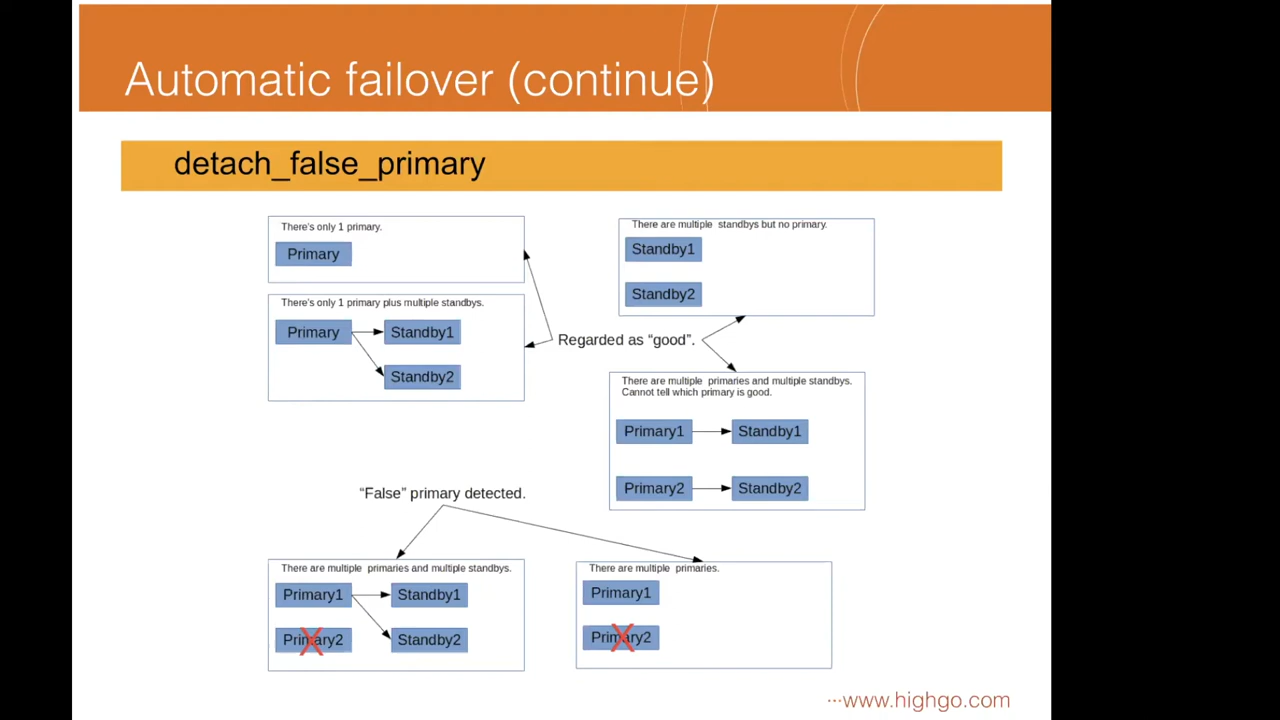 Automatic failover (continue)
detach_false_primary
There's only 1 primary.
Primary
There's only 1 primary plus multiple standbys.
Primary
Standby1
Standby2
There are multiple standbys but no primary.
Standby1
Standby2
Regarded as “good”.
There are multiple primaries and multiple standbys.
Cannot tell which primary is good.
Primary1
Standby1
Primary2
Standby2
“False” primary detected.
There are multiple primaries and multiple standbys.
Primary1
Standby1
Primary2
Standby2
There are multiple primaries.
Primary1
Primary2
···www.highgo.com